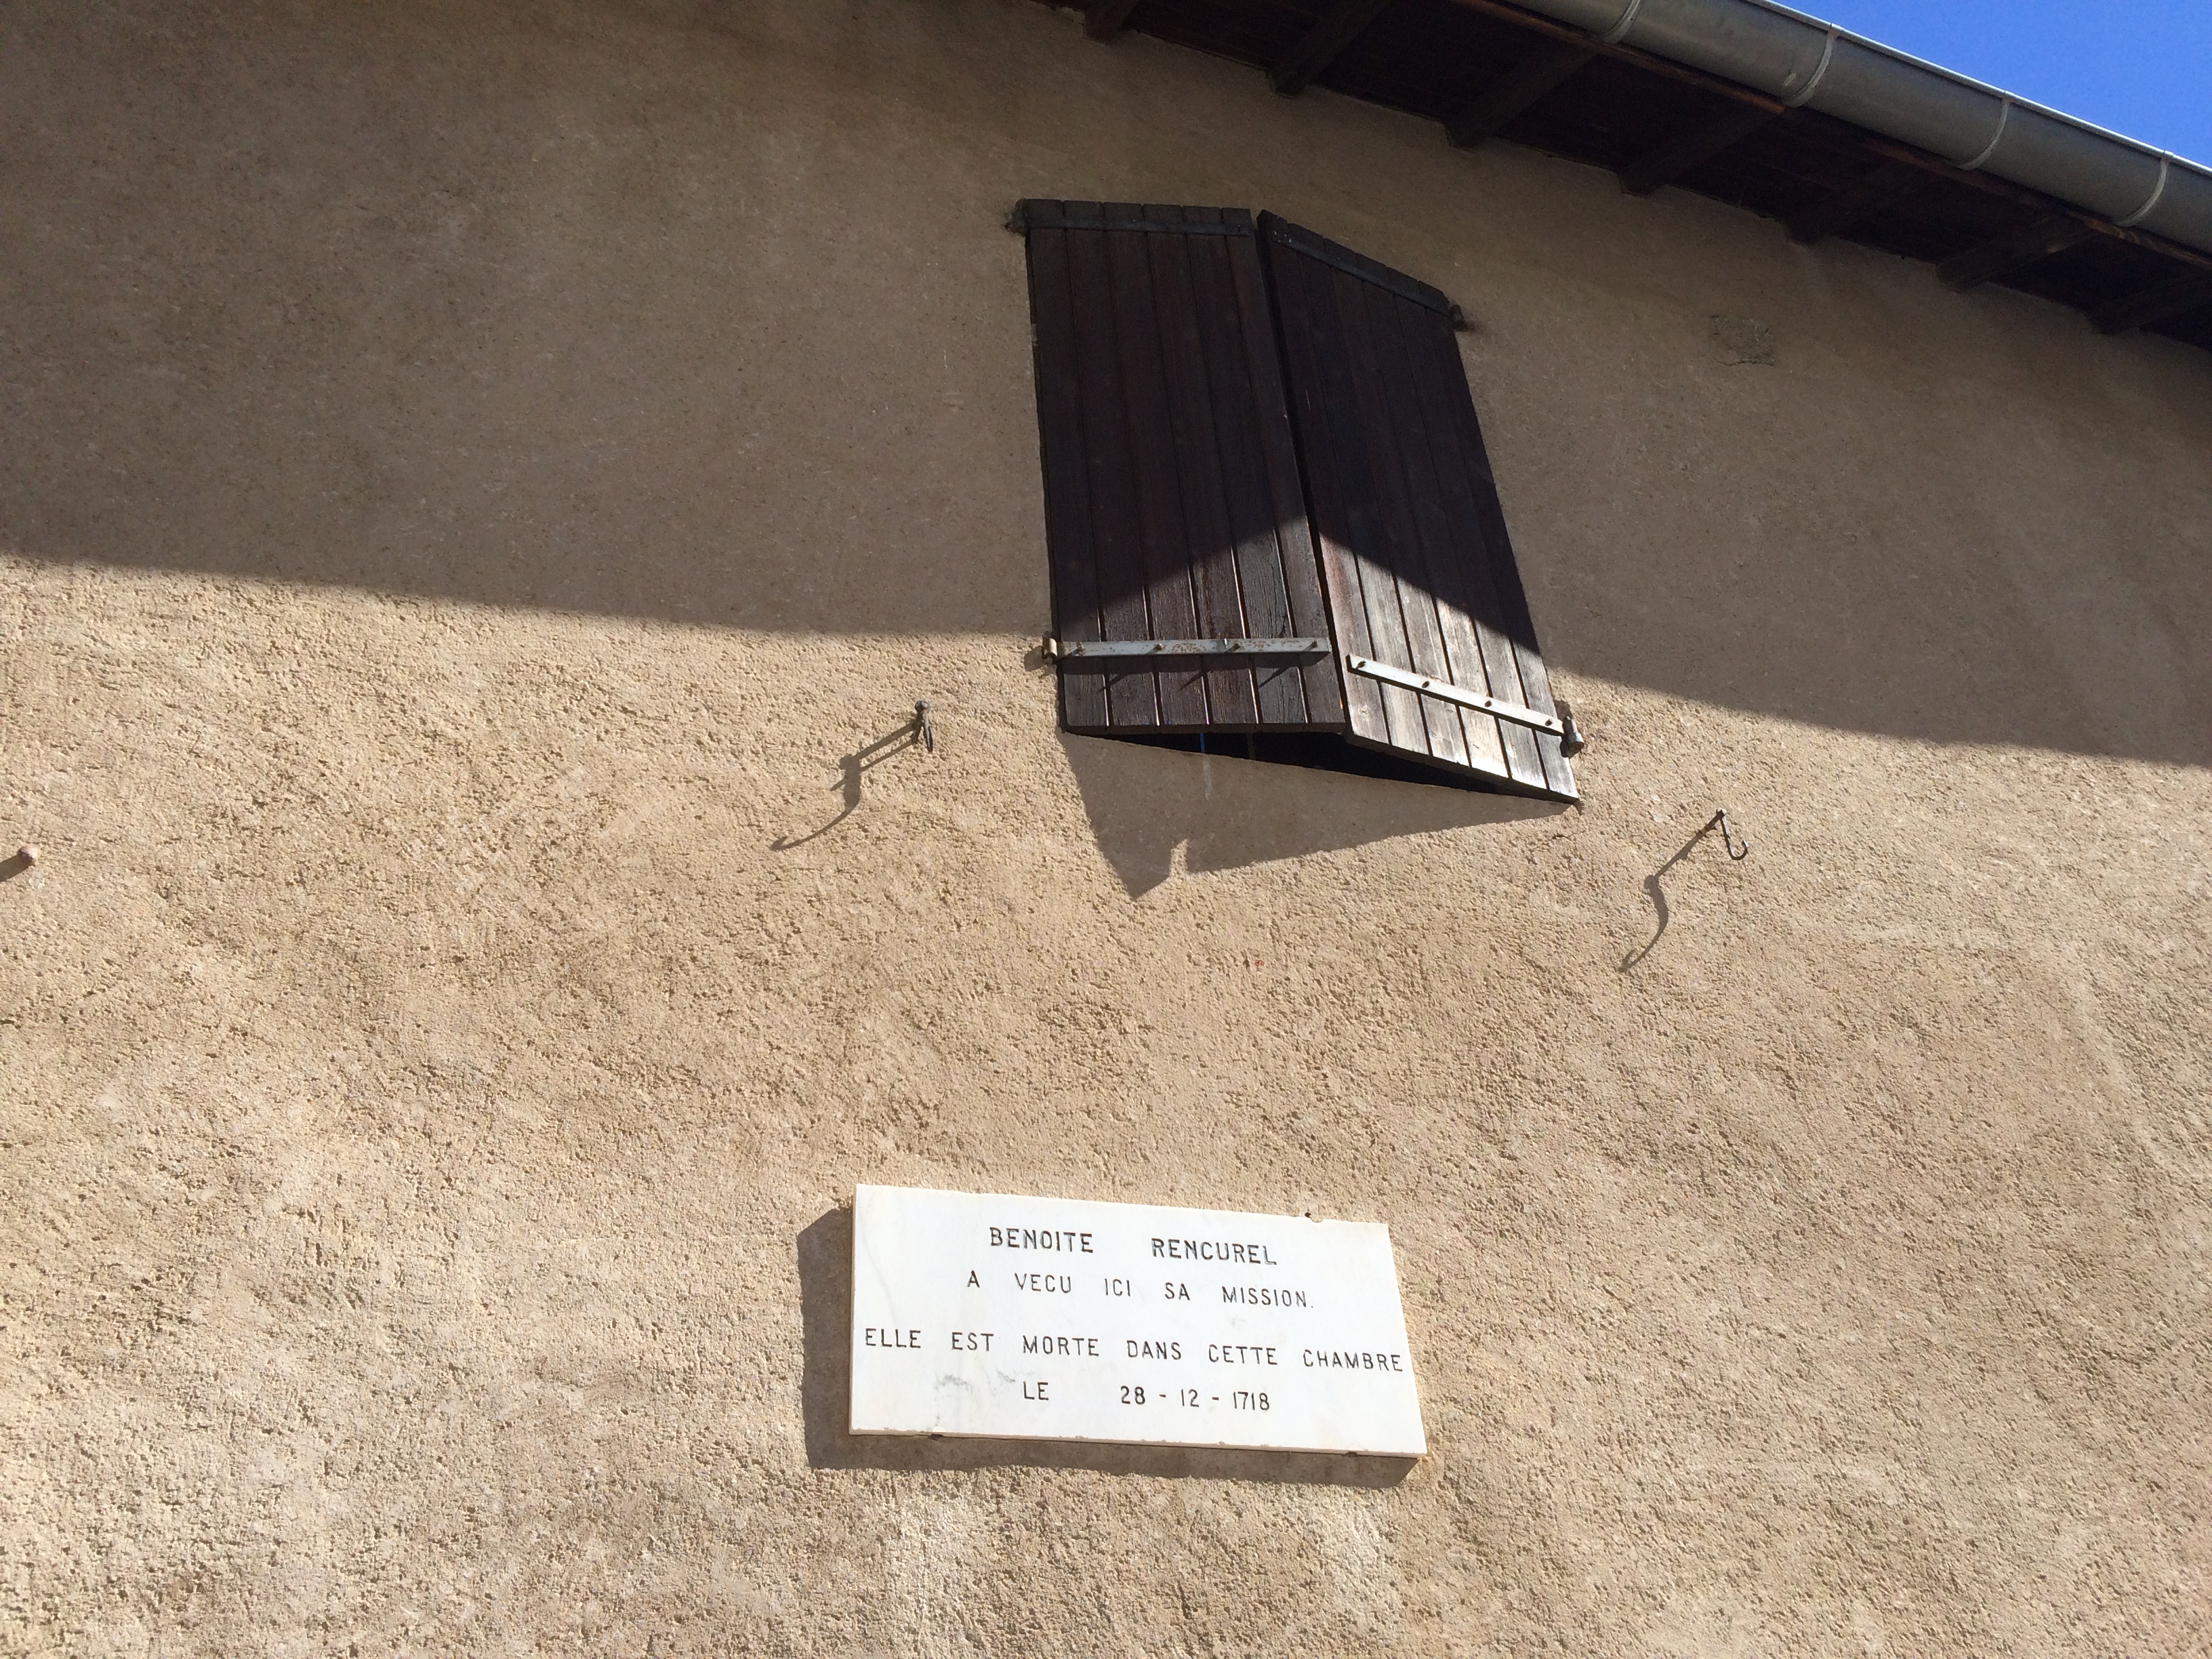 BENOITE RENCUREL
A VECU ICI SA MISSION.
ELLE EST MORTE DANS CETTE CHAMBRE
LE 28 - 12 - 1718